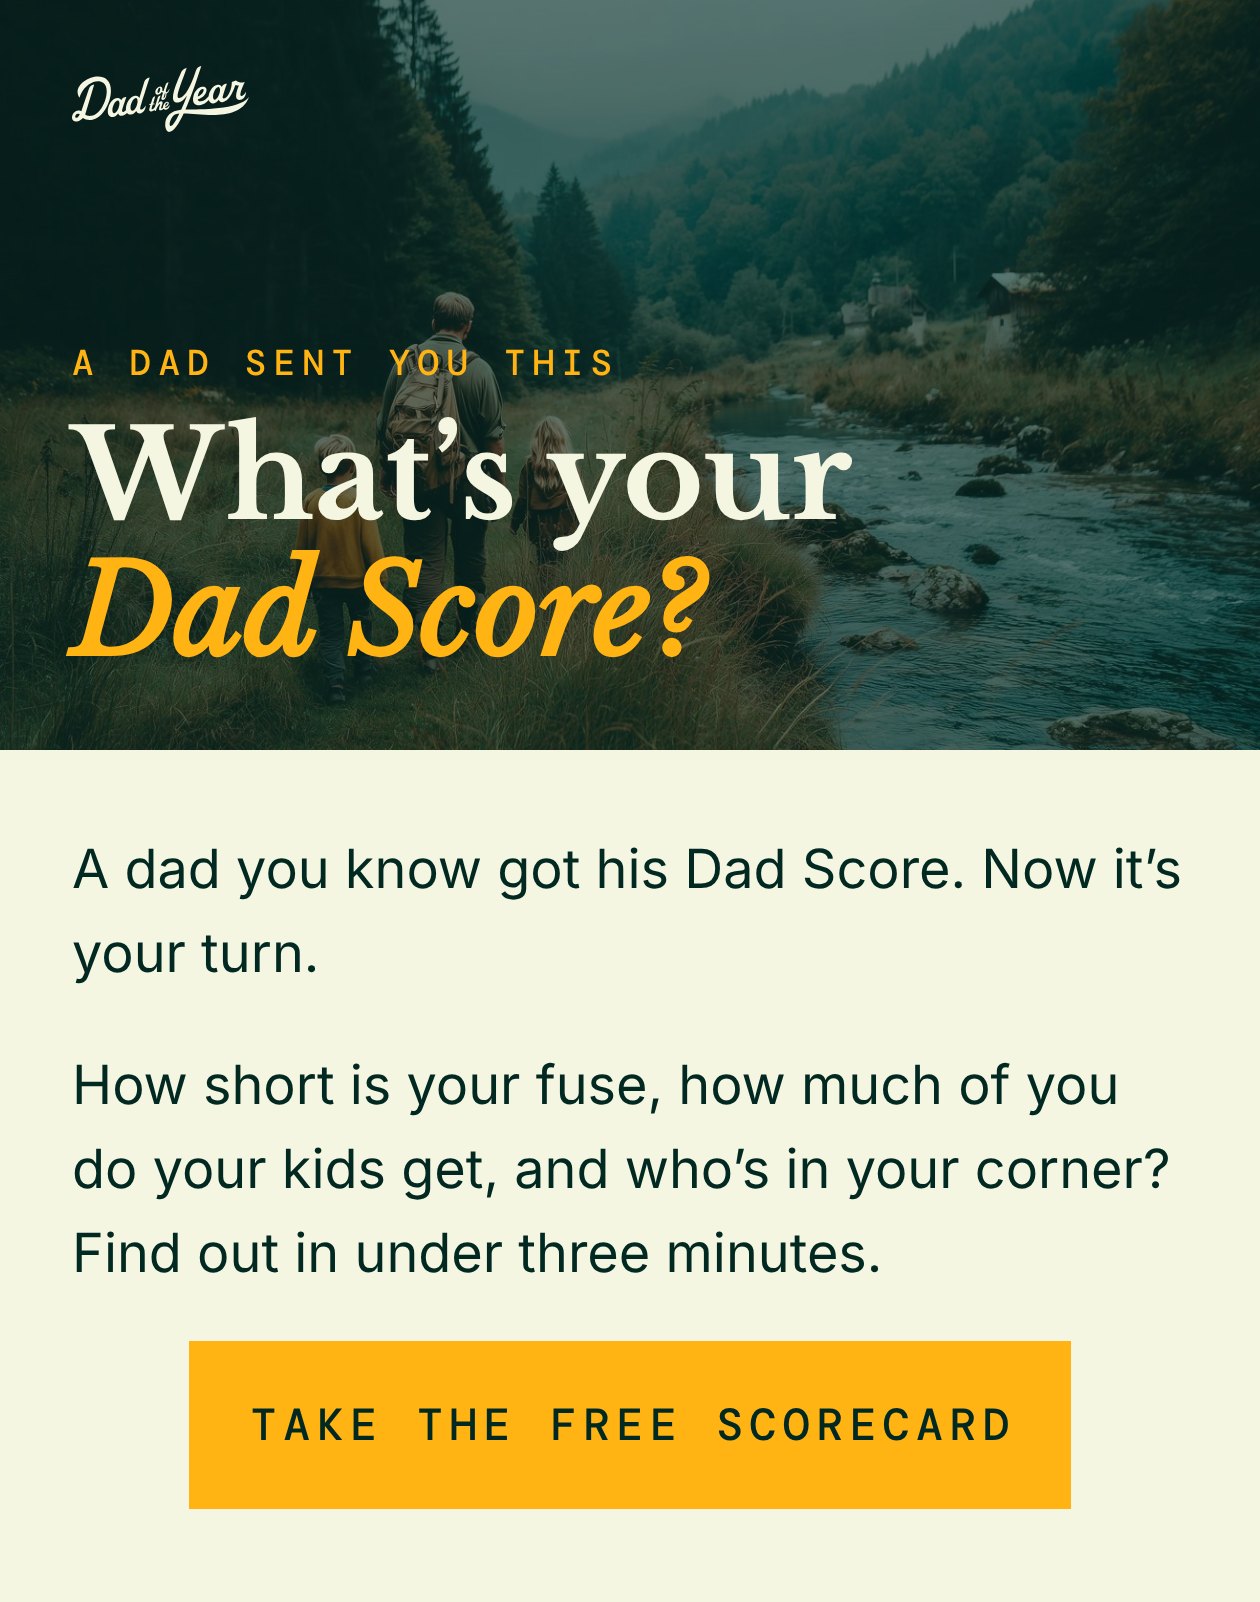 Dad of the Year
A DAD SENT YOU THIS
What’s your
Dad Score?
A dad you know got his Dad Score. Now it’s
your turn.
How short is your fuse, how much of you
do your kids get, and who’s in your corner?
Find out in under three minutes.
TAKE THE FREE SCORECARD